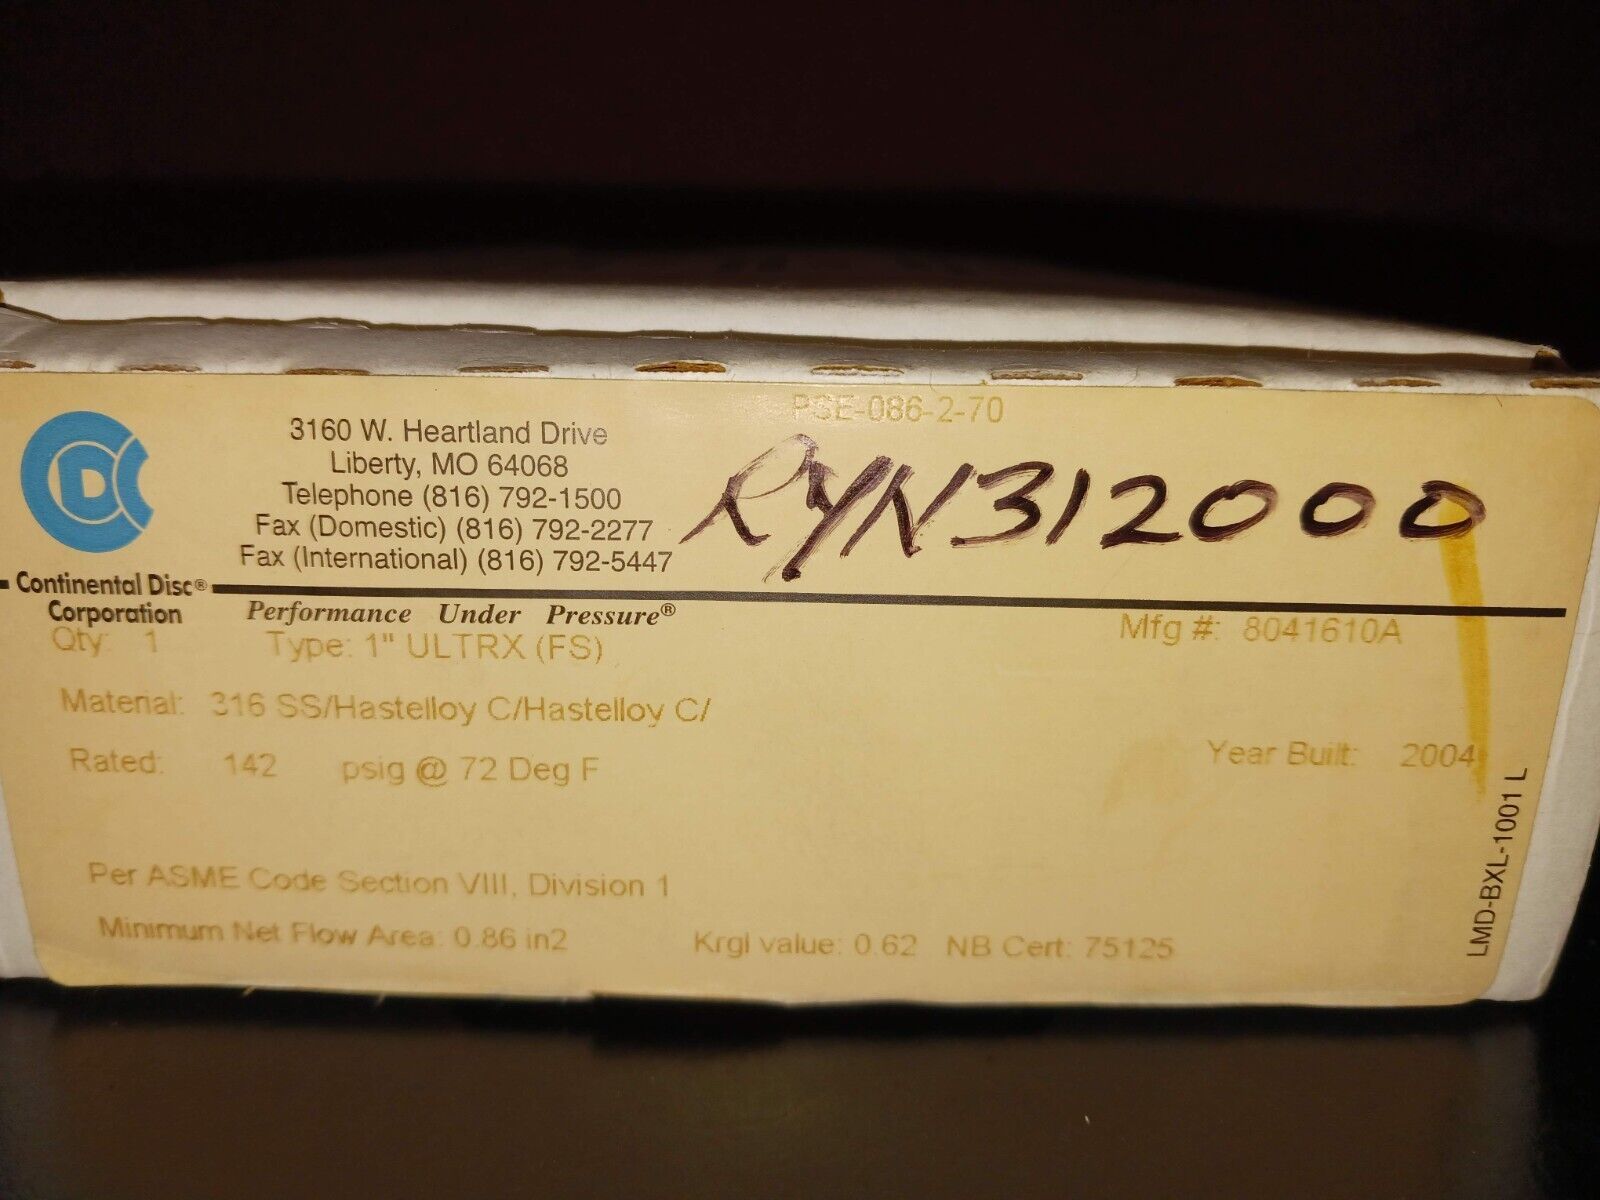 PSE-086-2-70
3160 W. Heartland Drive
Liberty, MO 64068
Telephone (816) 792-1500
Fax (Domestic) (816) 792-2277
Fax (International) (816) 792-5447
RYN312000
CDC
Continental Disc®
Corporation
Performance Under Pressure®
Qty: 1 Type: 1" ULTRX (FS) Mfg #: 8041610A
Material: 316 SS/Hastelloy C/Hastelloy C/
Rated: 142 psig @ 72 Deg F Year Built: 2004
Per ASME Code Section VIII, Division 1
Minimum Net Flow Area: 0.86 in2 Krgl value: 0.62 NB Cert: 75125
LMD-BXL-1001 L